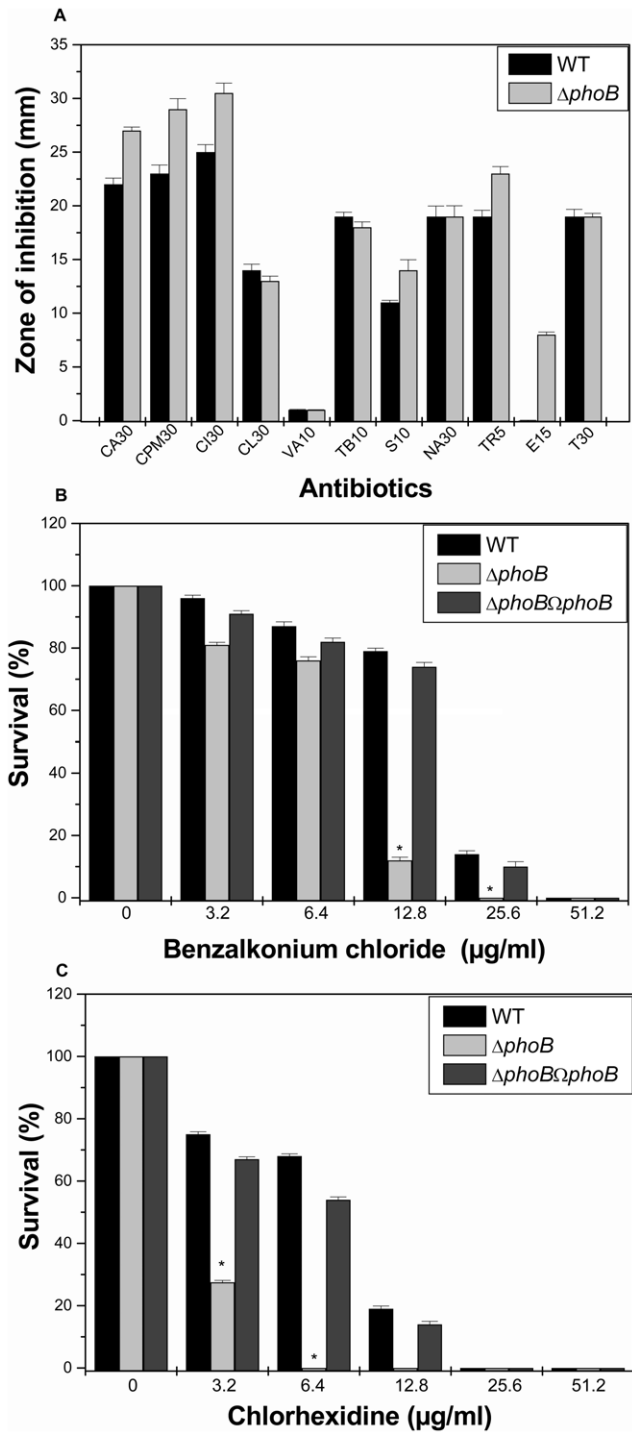 A
Zone of inhibition (mm)
35
30
25
20
15
10
5
0
WT
ΔphoB
CA30 CPM30 CI30 CL30 VA10 TB10 S10 NA30 TR5 E15 T30
Antibiotics
B
Survival (%)
120
100
80
60
40
20
0
WT
ΔphoB
ΔphoBΩphoB
*
*
0 3.2 6.4 12.8 25.6 51.2
Benzalkonium chloride (µg/ml)
C
Survival (%)
120
100
80
60
40
20
0
WT
ΔphoB
ΔphoBΩphoB
*
*
0 3.2 6.4 12.8 25.6 51.2
Chlorhexidine (µg/ml)